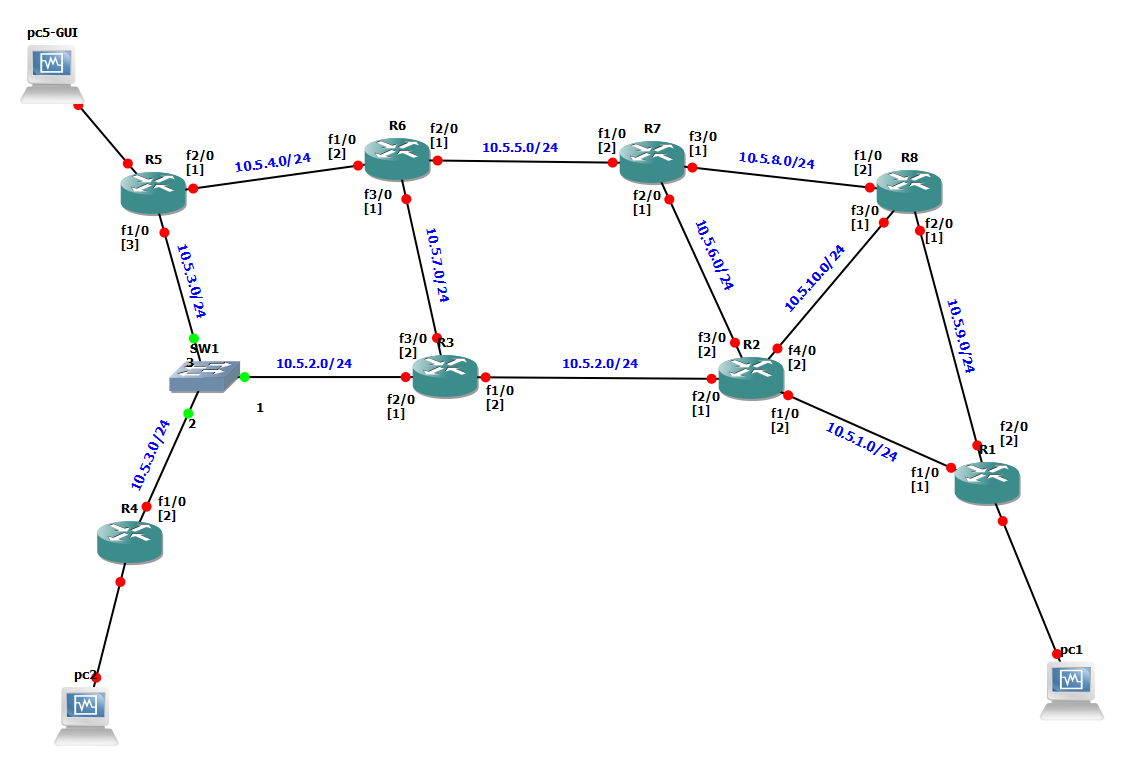 pc5-GUI
R5
f2/0
[1]
10.5.4.0/24
f1/0
[2]
R6
f2/0
[1]
10.5.5.0/24
f1/0
[2]
R7
f3/0
[1]
10.5.8.0/24
f1/0
[2]
R8
f3/0
[1]
f2/0
[1]
f3/0
[1]
f2/0
[1]
f1/0
[3]
10.5.3.0/24
10.5.7.0/24
10.5.6.0/24
10.5.10.0/24
10.5.9.0/24
SW1
3
10.5.2.0/24
f3/0
[2]
R3
10.5.2.0/24
f3/0
[2]
R2
f4/0
[2]
1
2
f2/0
[1]
f1/0
[2]
f2/0
[1]
f1/0
[2]
10.5.1.0/24
f2/0
[2]
R1
f1/0
[1]
10.5.3.0/24
R4
f1/0
[2]
pc2
pc1